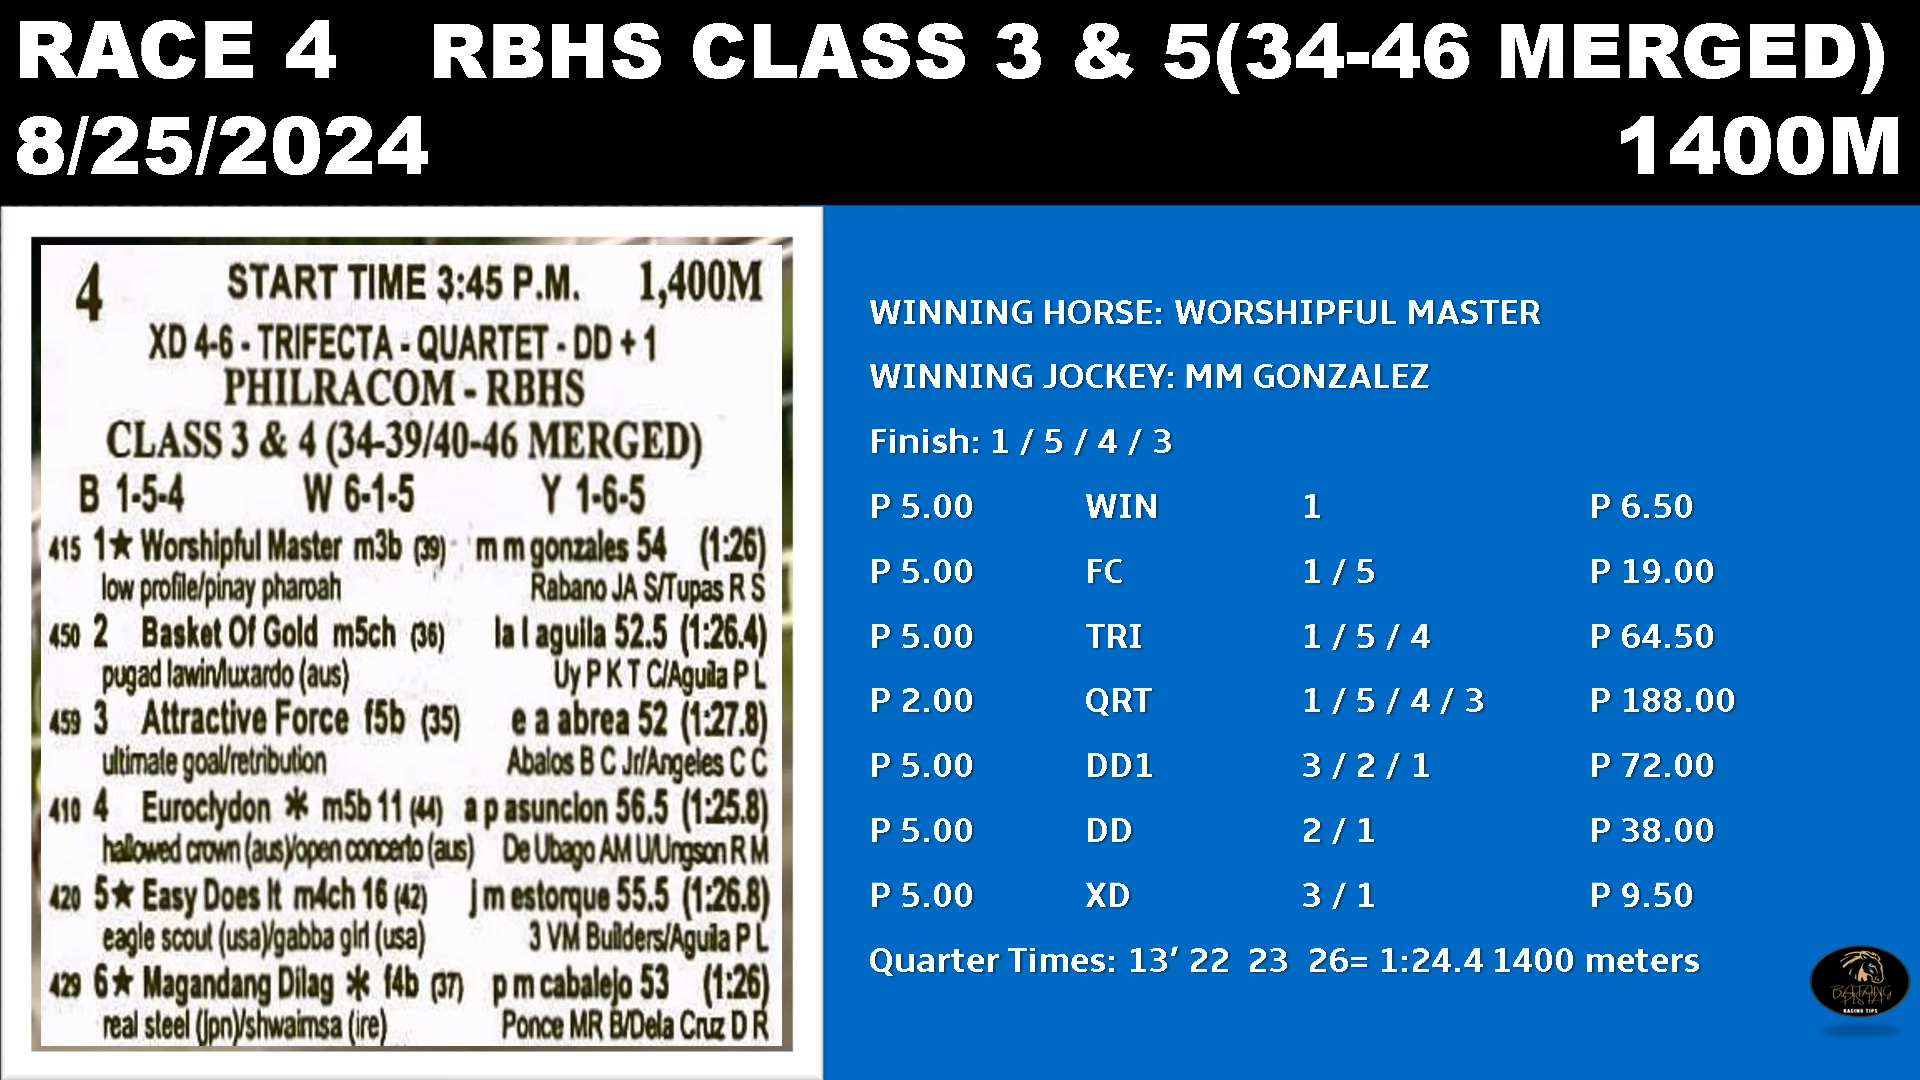 RACE 4 RBHS CLASS 3 & 5(34-46 MERGED)
8/25/2024 1400M
4 START TIME 3:45 P.M. 1,400M
XD 4-6 - TRIFECTA - QUARTET - DD + 1
PHILRACOM - RBHS
CLASS 3 & 4 (34-39/40-46 MERGED)
B 1-5-4 W 6-1-5 Y 1-6-5
415 1★ Worshipful Master m3b (39) m m gonzales 54 (1:26)
low profile/pinay pharoah Rabano JA S/Tupas R S
450 2 Basket Of Gold m5ch (36) la l aguila 52.5 (1:26.4)
pugad lawin/luxardo (aus) Uy P K T C/Aguila P L
459 3 Attractive Force f5b (35) e a abrea 52 (1:27.8)
ultimate goal/retribution Abalos B C Jr/Angeles C C
410 4 Euroclydon * m5b 11 (44) a p asuncion 56.5 (1:25.8)
hallowed crown (aus)/open concerto (aus) De Ubago AM U/Ungson R M
420 5★ Easy Does It m4ch 16 (42) j m estorque 55.5 (1:26.8)
eagle scout (usa)/gabba girl (usa) 3 VM Builders/Aguila P L
429 6★ Magandang Dilag * f4b (37) p m cabalejo 53 (1:26)
real steel (jpn)/shwaimsa (ire) Ponce MR B/Dela Cruz D R
WINNING HORSE: WORSHIPFUL MASTER
WINNING JOCKEY: MM GONZALEZ
Finish: 1 / 5 / 4 / 3
P 5.00 WIN 1 P 6.50
P 5.00 FC 1 / 5 P 19.00
P 5.00 TRI 1 / 5 / 4 P 64.50
P 2.00 QRT 1 / 5 / 4 / 3 P 188.00
P 5.00 DD1 3 / 2 / 1 P 72.00
P 5.00 DD 2 / 1 P 38.00
P 5.00 XD 3 / 1 P 9.50
Quarter Times: 13’ 22 23 26= 1:24.4 1400 meters
BATANG
PISTA
RACING TIPS